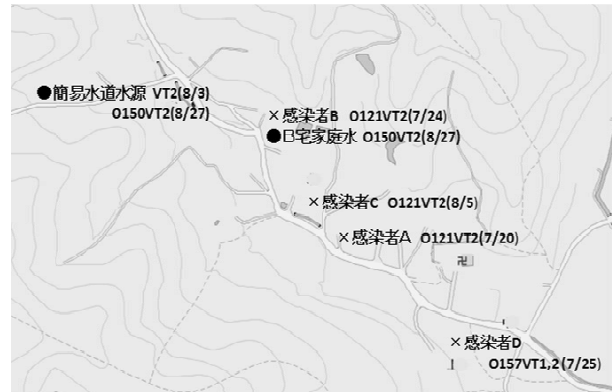 ●簡易水道水源 VT2(8/3)
O150VT2(8/27)
×感染者B O121VT2(7/24)
●B宅家庭水 O150VT2(8/27)
×感染者C O121VT2(8/5)
×感染者A O121VT2(7/20)
卍
×感染者D
O157VT1,2(7/25)